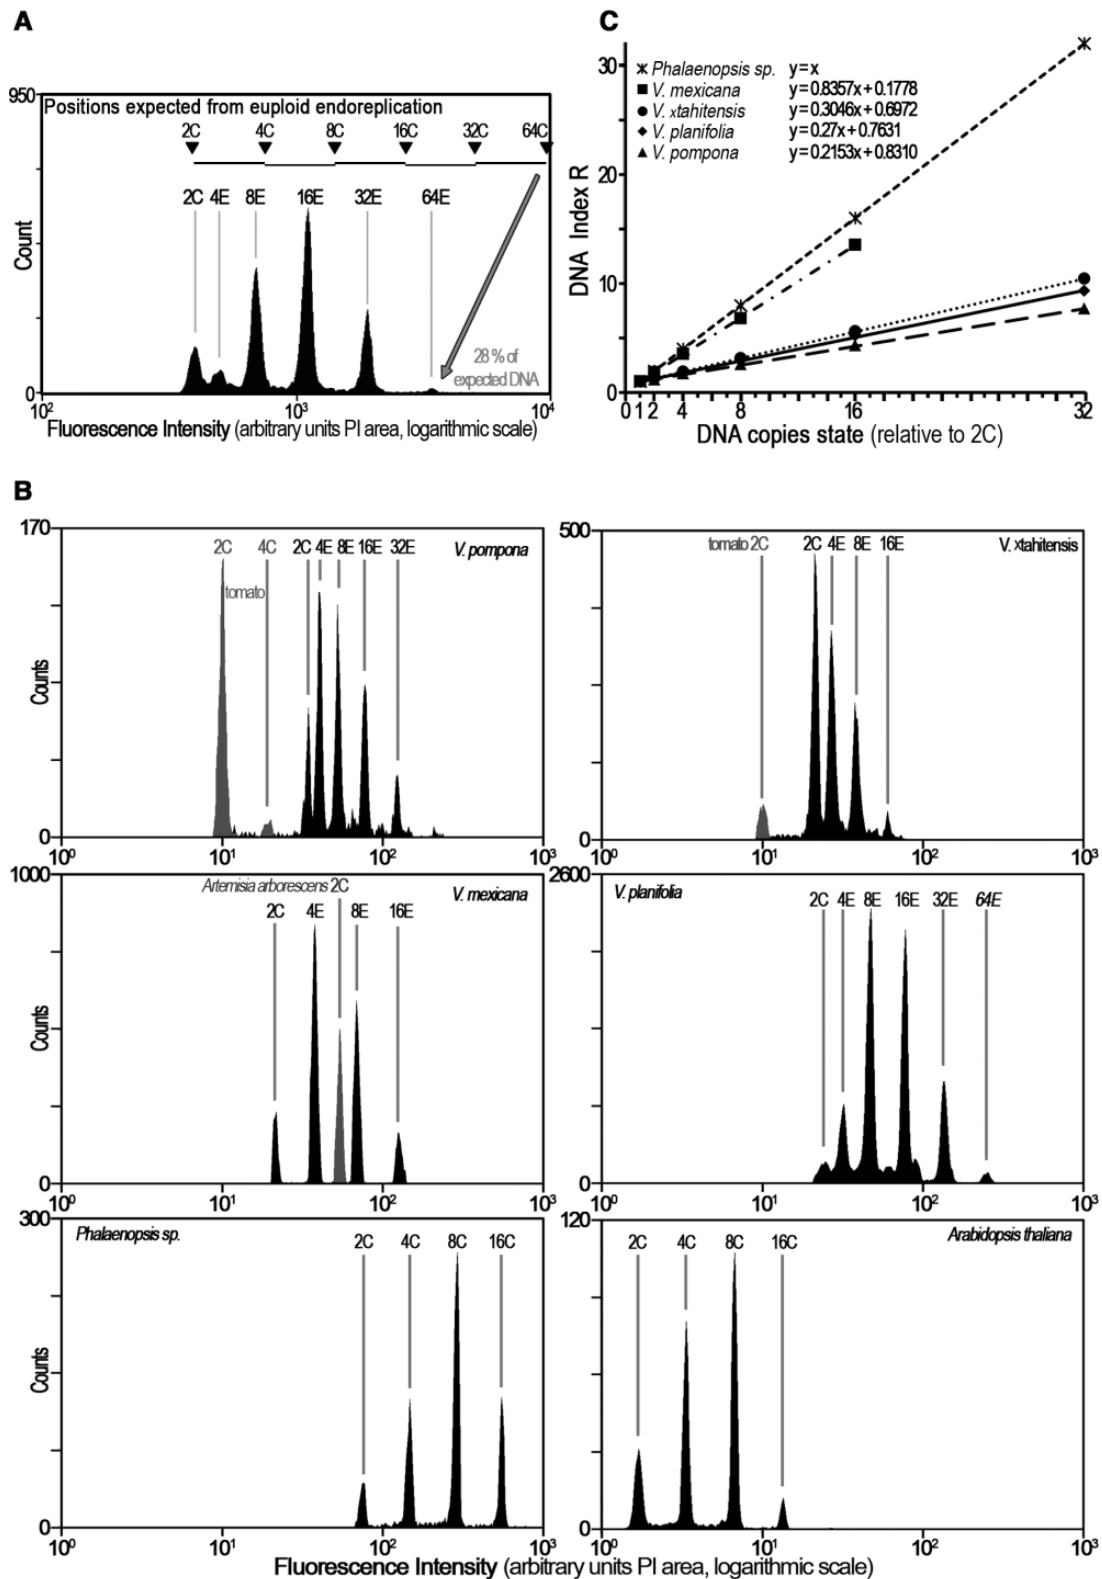 A
950
Positions expected from euploid endoreplication
2C 4C 8C 16C 32C 64C
2C 4E 8E 16E 32E 64E
Count
28 % of
expected DNA
0
10² 10³ 10⁴
Fluorescence Intensity (arbitrary units PI area, logarithmic scale)
C
DNA Index R
30
20
10
0
Phalaenopsis sp. y=x
V. mexicana y=0.8357x+0.1778
V. xtahitensis y=0.3046x+0.6972
V. planifolia y=0.27x+0.7631
V. pompona y=0.2153x+0.8310
0 1 2 4 8 16 32
DNA copies state (relative to 2C)
B
170
2C 4C 2C 4E 8E 16E 32E
V. pompona
tomato
Counts
0
10⁰ 10¹ 10² 10³
500
tomato 2C 2C 4E 8E 16E
V. xtahitensis
0
10⁰ 10¹ 10² 10³
1000
Artemisia arborescens 2C
V. mexicana
2C 4E 8E 16E
Counts
0
10⁰ 10¹ 10² 10³
2600
V. planifolia
2C 4E 8E 16E 32E 64E
0
10⁰ 10¹ 10² 10³
300
Phalaenopsis sp.
2C 4C 8C 16C
Counts
0
10⁰ 10¹ 10² 10³
120
Arabidopsis thaliana
2C 4C 8C 16C
0
10⁰ 10¹ 10² 10³
Fluorescence Intensity (arbitrary units PI area, logarithmic scale)